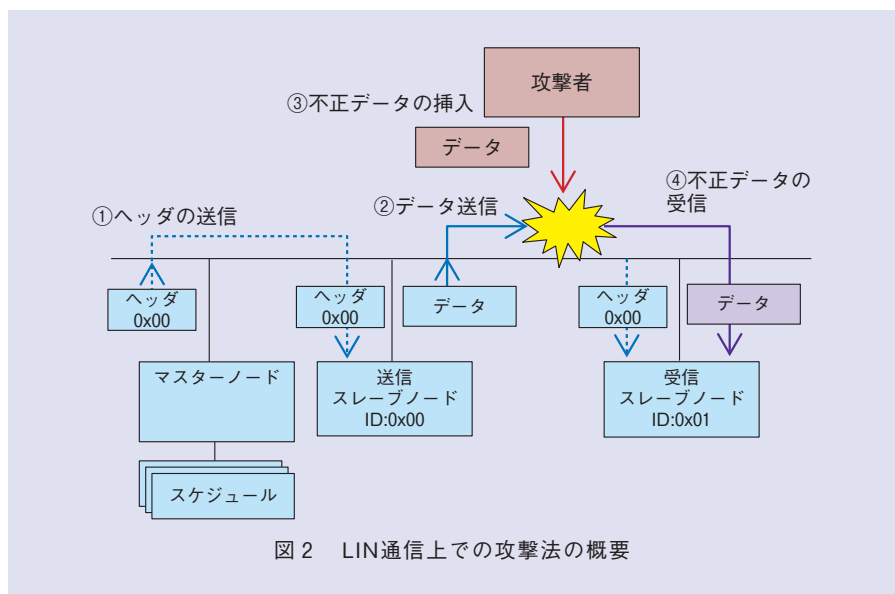 攻撃者
③不正データの挿入
データ
④不正データの
受信
②データ送信
①ヘッダの送信
ヘッダ
0x00
ヘッダ
0x00
データ
ヘッダ
0x00
データ
マスターノード
送信
スレーブノード
ID:0x00
受信
スレーブノード
ID:0x01
スケジュール
図2 LIN通信上での攻撃法の概要